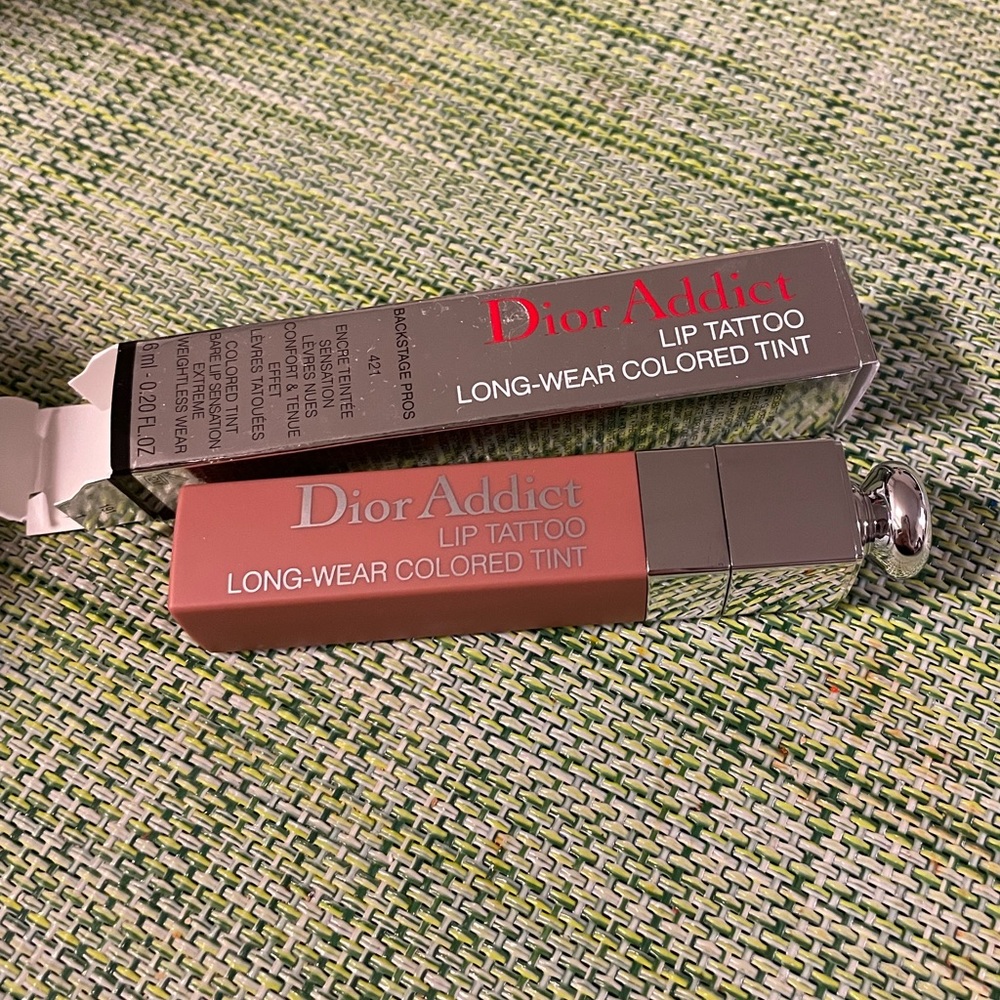 Dior Addict
LIP TATTOO
LONG-WEAR COLORED TINT
BACKSTAGE PROS
421
ENCRE TEINTÉE
SENSATION
LÈVRES NUES
CONFORT & TENUE
EFFET
LÈVRES TATOUÉES
COLORED TINT
BARE LIP SENSATION
EXTREME
WEIGHTLESS WEAR
6 ml - 0.20 FL.OZ
Dior Addict
LIP TATTOO
LONG-WEAR COLORED TINT